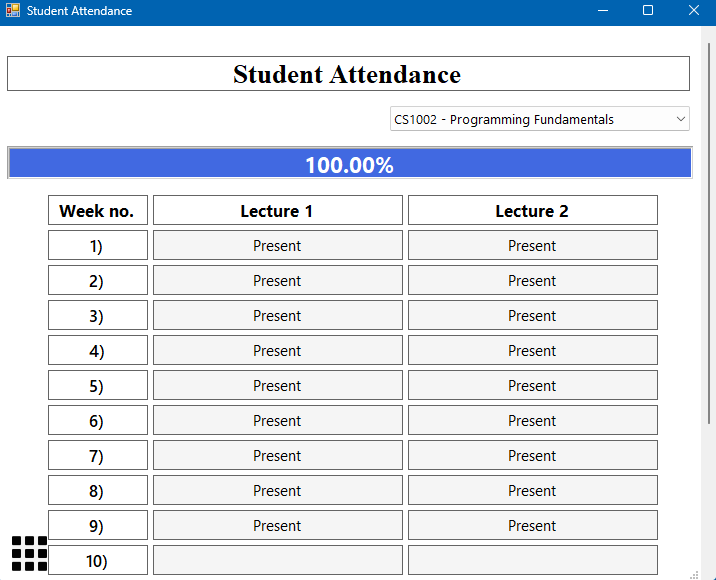 Student Attendance
Student Attendance
CS1002 - Programming Fundamentals
100.00%
Week no. Lecture 1 Lecture 2
1) Present Present
2) Present Present
3) Present Present
4) Present Present
5) Present Present
6) Present Present
7) Present Present
8) Present Present
9) Present Present
10)